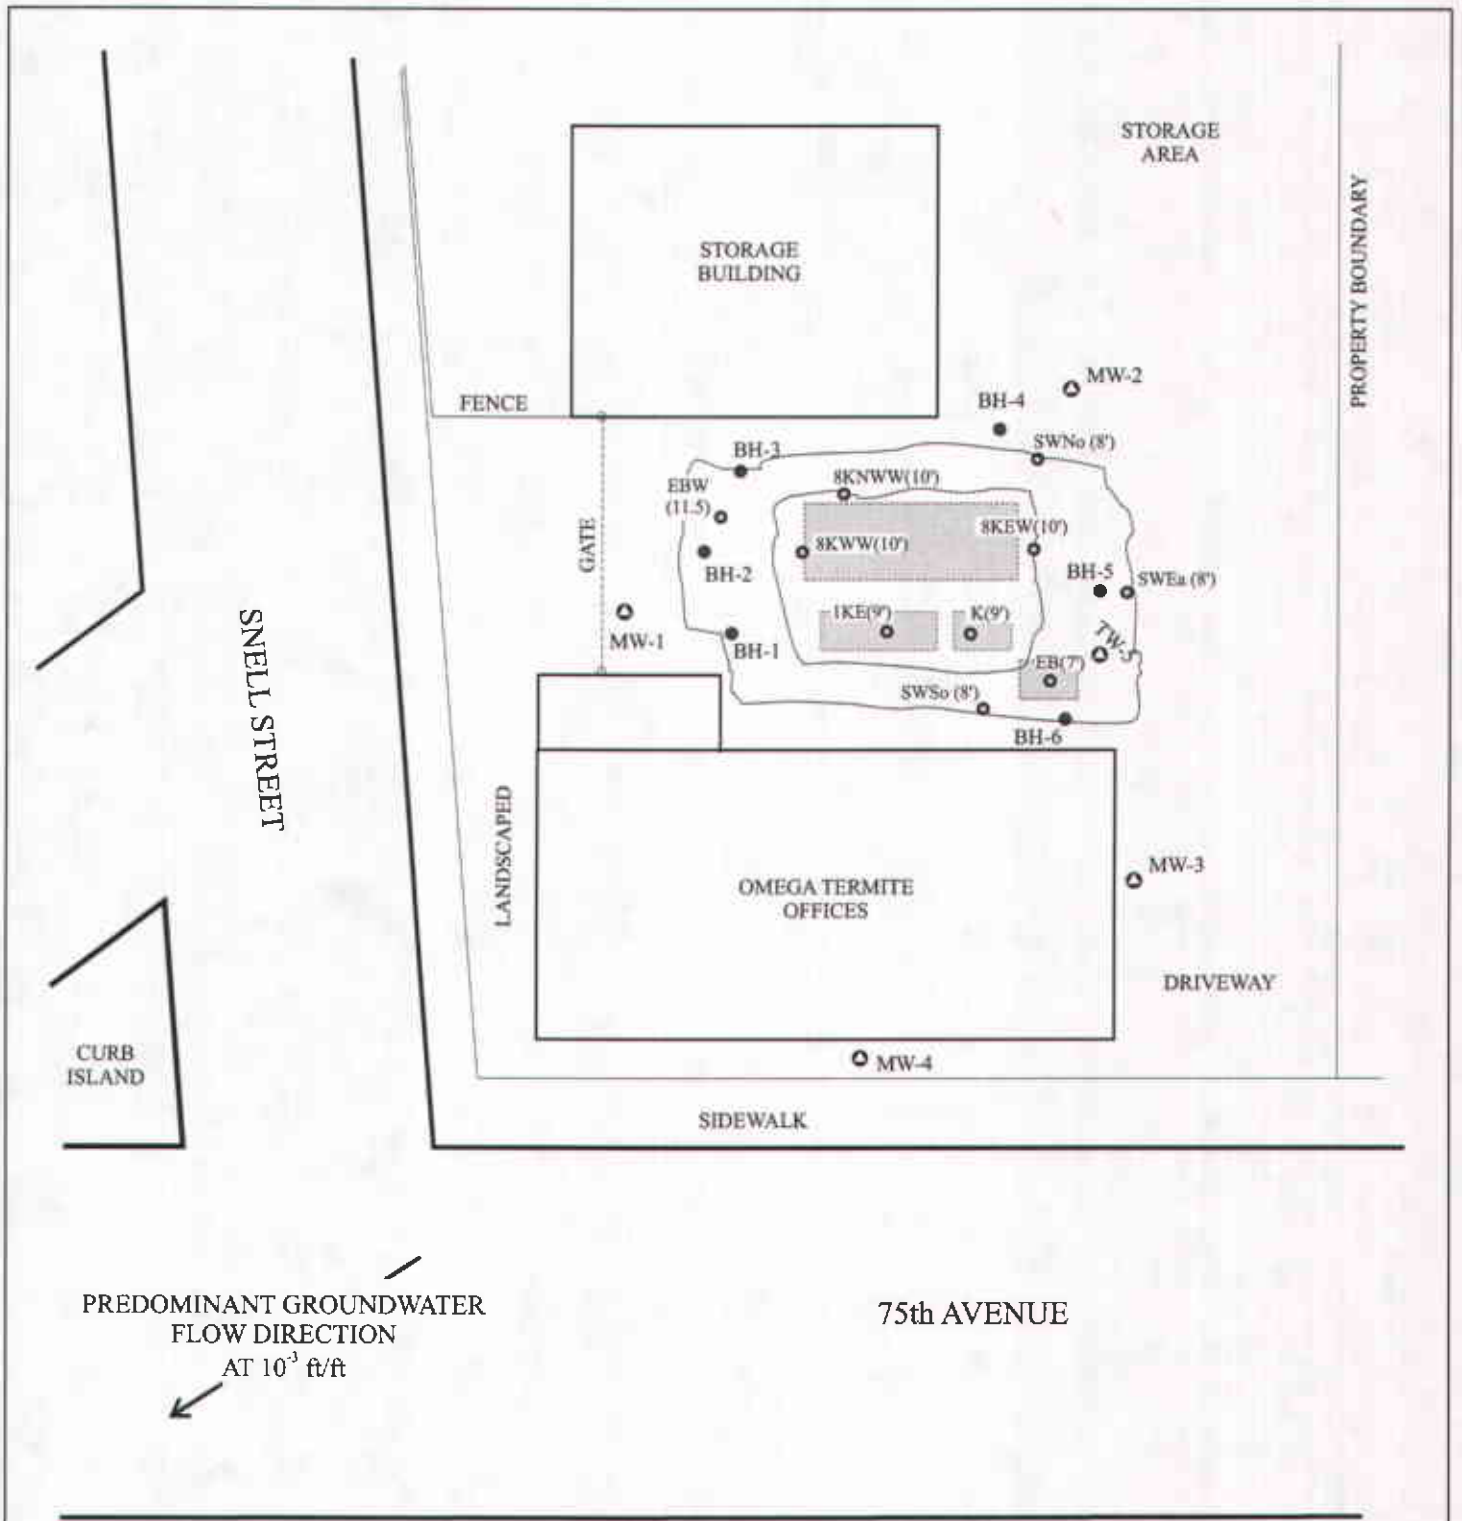 STORAGE
AREA
PROPERTY BOUNDARY
STORAGE
BUILDING
MW-2
FENCE
BH-4
SWNo (8')
BH-3
8KNWW(10')
EBW
(11.5)
8KEW(10')
GATE
8KWW(10')
BH-2
BH-5
SWEa (8')
1KE(9')
K(9')
MW-1
BH-1
TW-5
EB(7')
SWSo (8')
BH-6
SNELL STREET
LANDSCAPED
MW-3
OMEGA TERMITE
OFFICES
DRIVEWAY
CURB
ISLAND
MW-4
SIDEWALK
PREDOMINANT GROUNDWATER
FLOW DIRECTION
AT 10⁻³ ft/ft
75th AVENUE